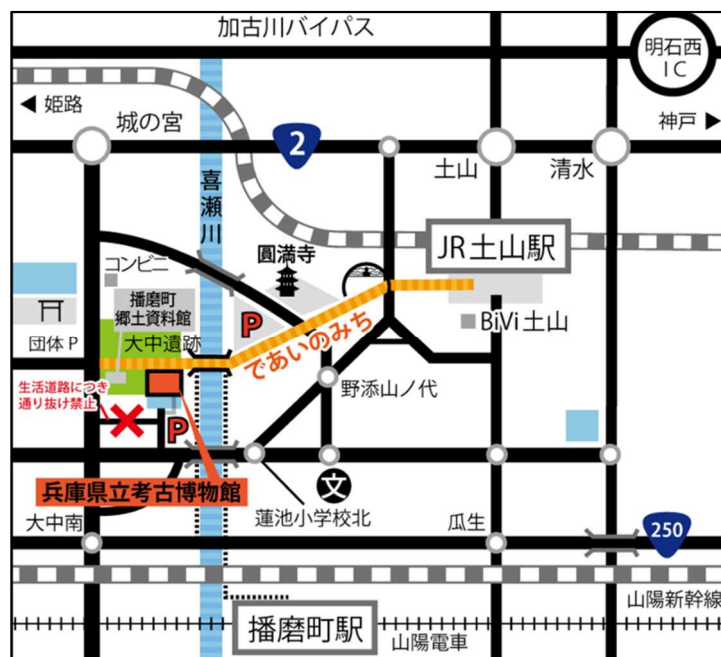 加古川バイパス
明石西
IC
◀ 姫路
神戸 ▶
城の宮
2
土山
清水
喜瀬川
JR土山駅
圓満寺
コンビニ
播磨町
郷土資料館
P
BiVi土山
団体P
大中遺跡
であいのみち
生活道路につき
通り抜け禁止
野添山ノ代
P
兵庫県立考古博物館
文
大中南
蓮池小学校北
瓜生
250
山陽新幹線
播磨町駅
山陽電車